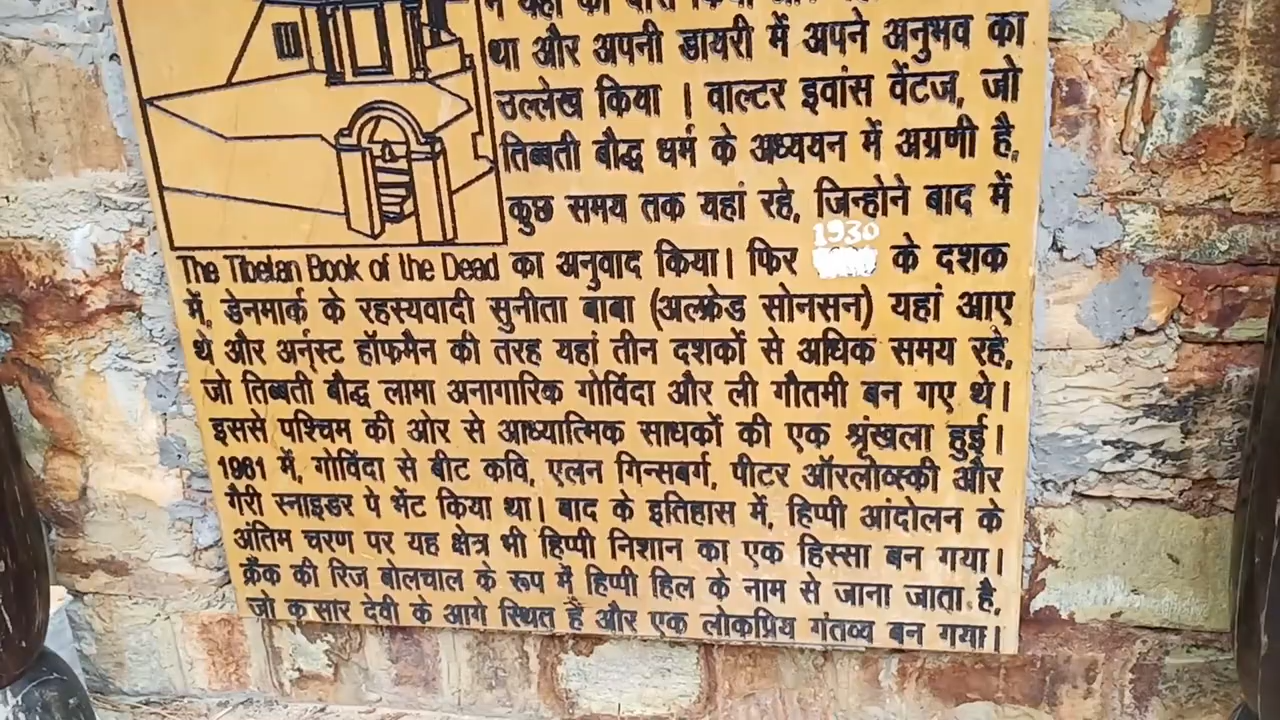 था और अपनी डायरी में अपने अनुभव का
उल्लेख किया । वाल्टर इवांस वेंटज, जो
तिब्बती बौद्ध धर्म के अध्ययन में अग्रणी है,
कुछ समय तक यहां रहे, जिन्होने बाद में
The Tibetan Book of the Dead का अनुवाद किया। फिर 1930 के दशक
में, डेनमार्क के रहस्यवादी सुनीता बाबा (अल्फ्रेड सोनसन) यहां आए
थे और अर्नस्ट हॉफमैन की तरह यहां तीन दशकों से अधिक समय रहे,
जो तिब्बती बौद्ध लामा अनागारिक गोविंदा और ली गौतमी बन गए थे।
इससे पश्चिम की ओर से आध्यात्मिक साधकों की एक श्रृंखला हुई।
1961 में, गोविंदा से बीट कवि, एलन गिन्सबर्ग, पीटर ऑरलोव्स्की और
गैरी स्नाइडर पे भेंट किया था। बाद के इतिहास में, हिप्पी आंदोलन के
अंतिम चरण पर यह क्षेत्र भी हिप्पी निशान का एक हिस्सा बन गया।
क्रैंक की रिज बोलचाल के रूप में हिप्पी हिल के नाम से जाना जाता है,
जो कसार देवी के आगे स्थित है और एक लोकप्रिय गंतव्य बन गया।